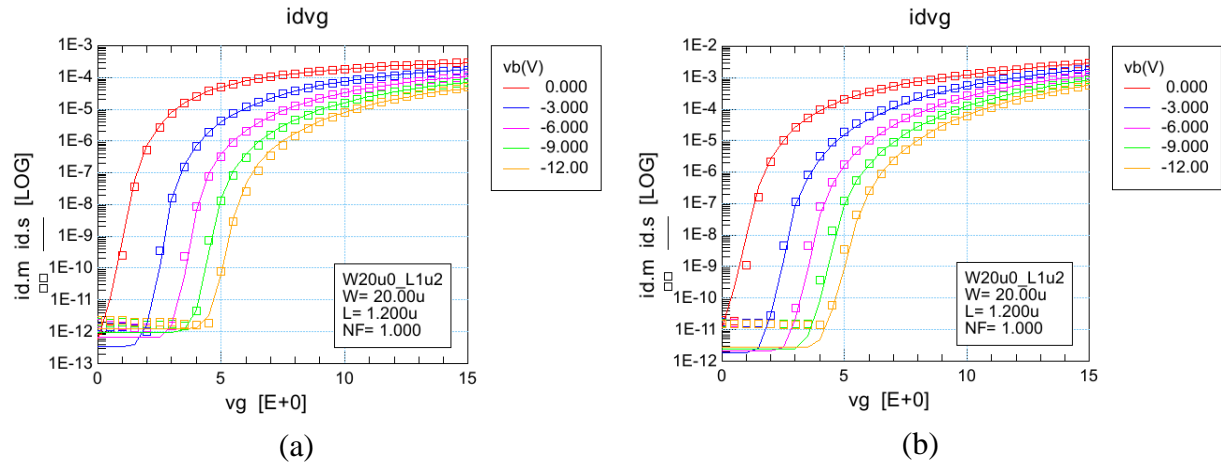 idvg
id.m id.s [LOG]
1E-3
1E-4
1E-5
1E-6
1E-7
1E-8
1E-9
1E-10
1E-11
1E-12
1E-13
0
5
10
15
vg [E+0]
W20u0_L1u2
W= 20.00u
L= 1.200u
NF= 1.000
vb(V)
0.000
-3.000
-6.000
-9.000
-12.00
(a)
idvg
id.m id.s [LOG]
1E-2
1E-3
1E-4
1E-5
1E-6
1E-7
1E-8
1E-9
1E-10
1E-11
1E-12
0
5
10
15
vg [E+0]
W20u0_L1u2
W= 20.00u
L= 1.200u
NF= 1.000
vb(V)
0.000
-3.000
-6.000
-9.000
-12.00
(b)